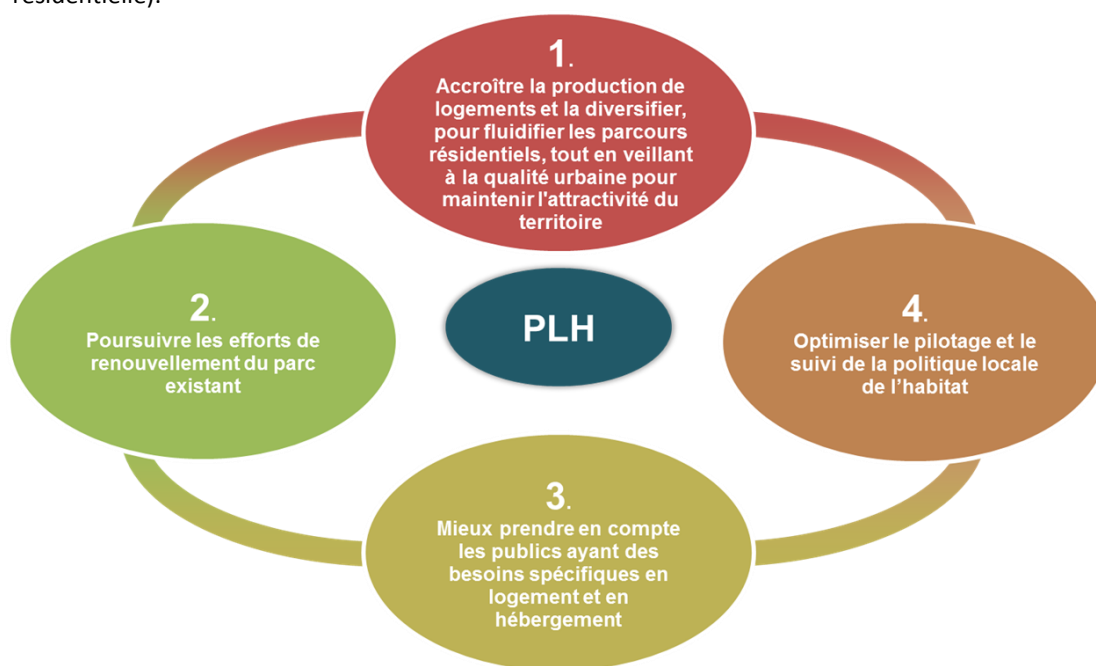 résidentielle).
1.
Accroître la production de
logements et la diversifier,
pour fluidifier les parcours
résidentiels, tout en veillant
à la qualité urbaine pour
maintenir l'attractivité du
territoire
2.
Poursuivre les efforts de
renouvellement du parc
existant
PLH
4.
Optimiser le pilotage et le
suivi de la politique locale
de l’habitat
3.
Mieux prendre en compte
les publics ayant des
besoins spécifiques en
logement et en
hébergement